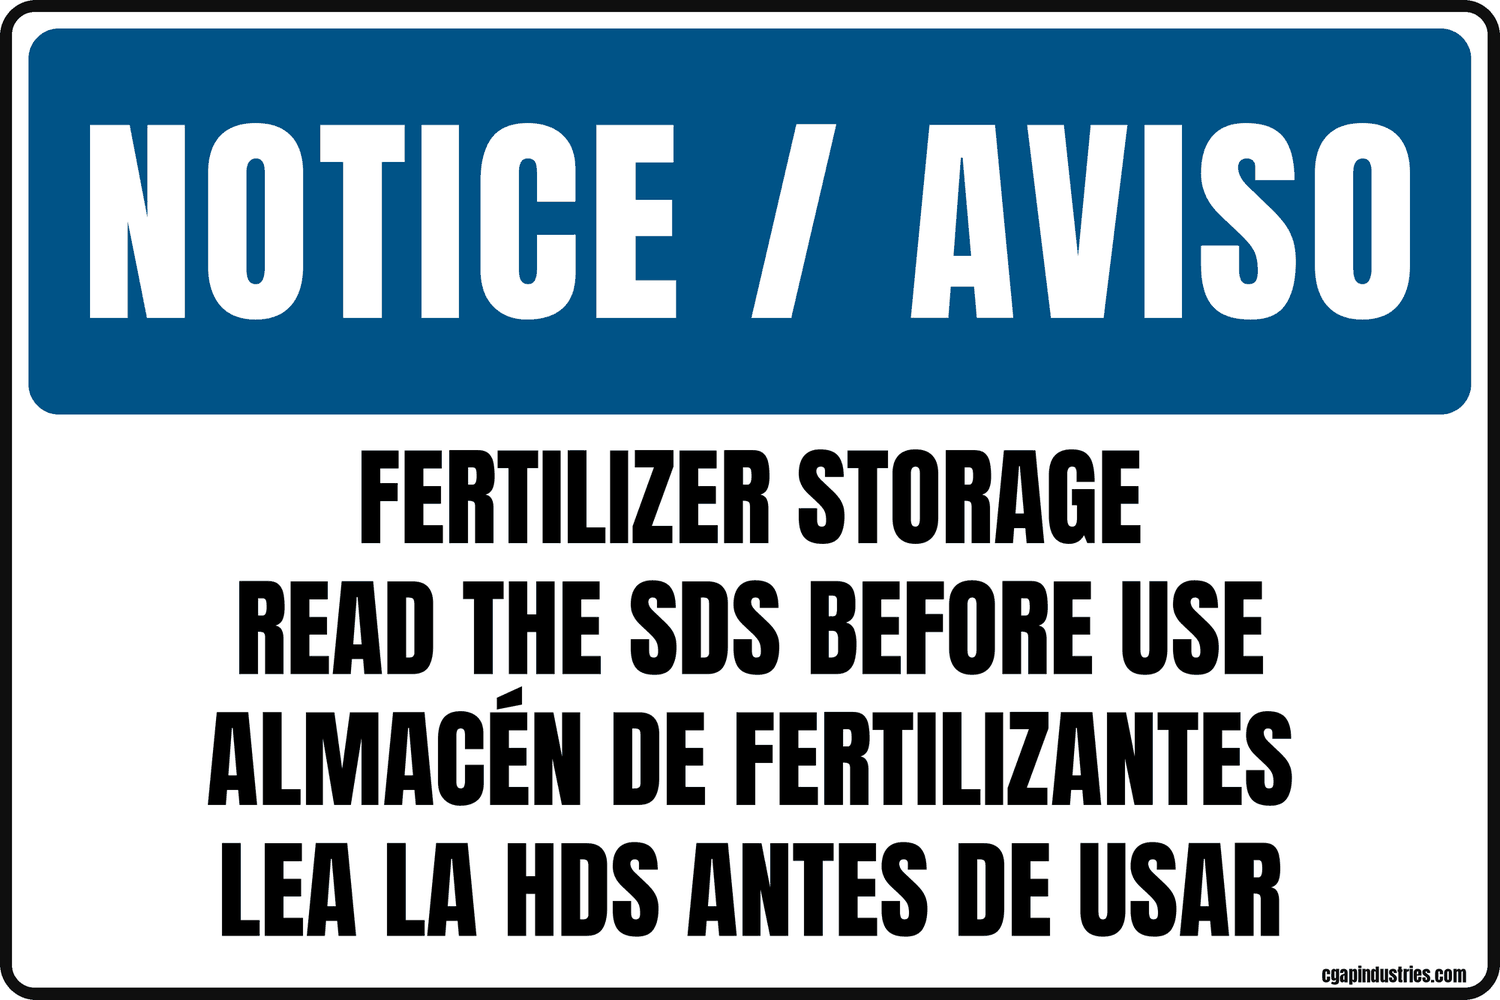 NOTICE / AVISO
FERTILIZER STORAGE
READ THE SDS BEFORE USE
ALMACÉN DE FERTILIZANTES
LEA LA HDS ANTES DE USAR
cgapindustries.com